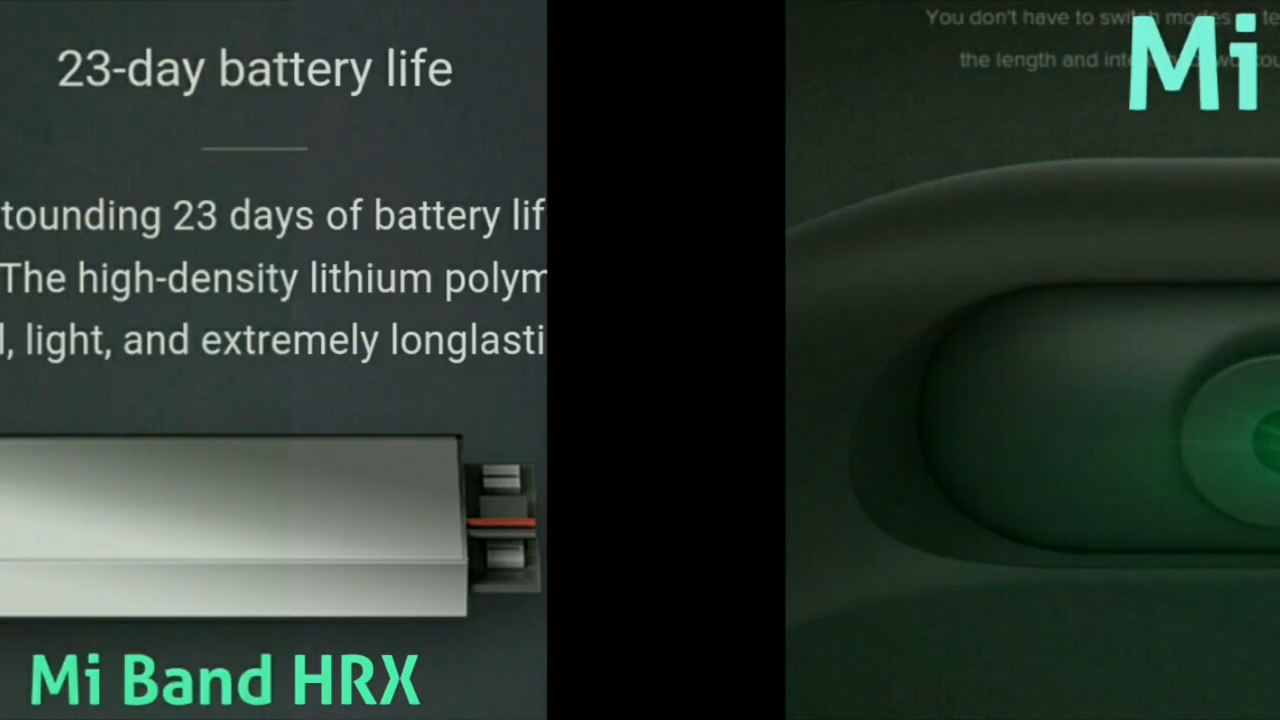 23-day battery life
tounding 23 days of battery lif
The high-density lithium polym
l, light, and extremely longlasti
Mi Band HRX
You don't have to switch modes
Mi
the length and